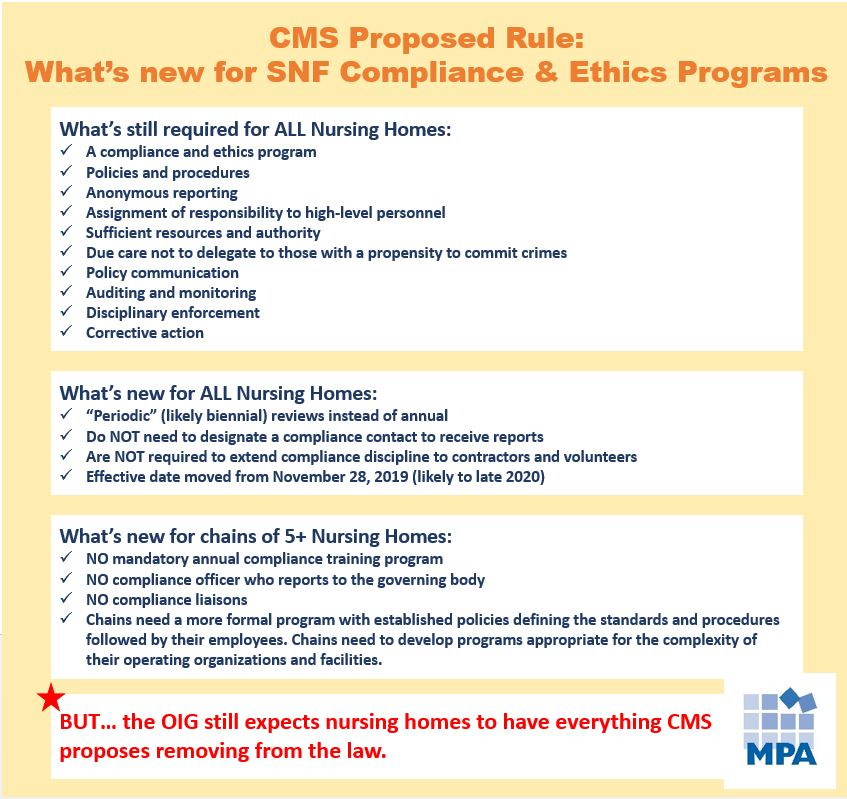 CMS Proposed Rule:
What's new for SNF Compliance & Ethics Programs
What's still required for ALL Nursing Homes:
✓ A compliance and ethics program
✓ Policies and procedures
✓ Anonymous reporting
✓ Assignment of responsibility to high-level personnel
✓ Sufficient resources and authority
✓ Due care not to delegate to those with a propensity to commit crimes
✓ Policy communication
✓ Auditing and monitoring
✓ Disciplinary enforcement
✓ Corrective action
What's new for ALL Nursing Homes:
✓ “Periodic” (likely biennial) reviews instead of annual
✓ Do NOT need to designate a compliance contact to receive reports
✓ Are NOT required to extend compliance discipline to contractors and volunteers
✓ Effective date moved from November 28, 2019 (likely to late 2020)
What's new for chains of 5+ Nursing Homes:
✓ NO mandatory annual compliance training program
✓ NO compliance officer who reports to the governing body
✓ NO compliance liaisons
✓ Chains need a more formal program with established policies defining the standards and procedures
followed by their employees. Chains need to develop programs appropriate for the complexity of
their operating organizations and facilities.
BUT… the OIG still expects nursing homes to have everything CMS
proposes removing from the law.
MPA